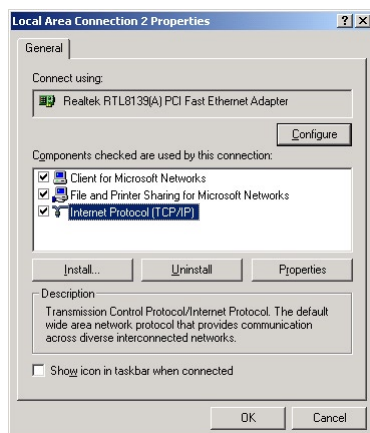 Local Area Connection 2 Properties
General
Connect using:
Realtek RTL8139(A) PCI Fast Ethernet Adapter
Configure
Components checked are used by this connection:
Client for Microsoft Networks
File and Printer Sharing for Microsoft Networks
Internet Protocol (TCP/IP)
Install... Uninstall Properties
Description
Transmission Control Protocol/Internet Protocol. The default
wide area network protocol that provides communication
across diverse interconnected networks.
Show icon in taskbar when connected
OK Cancel